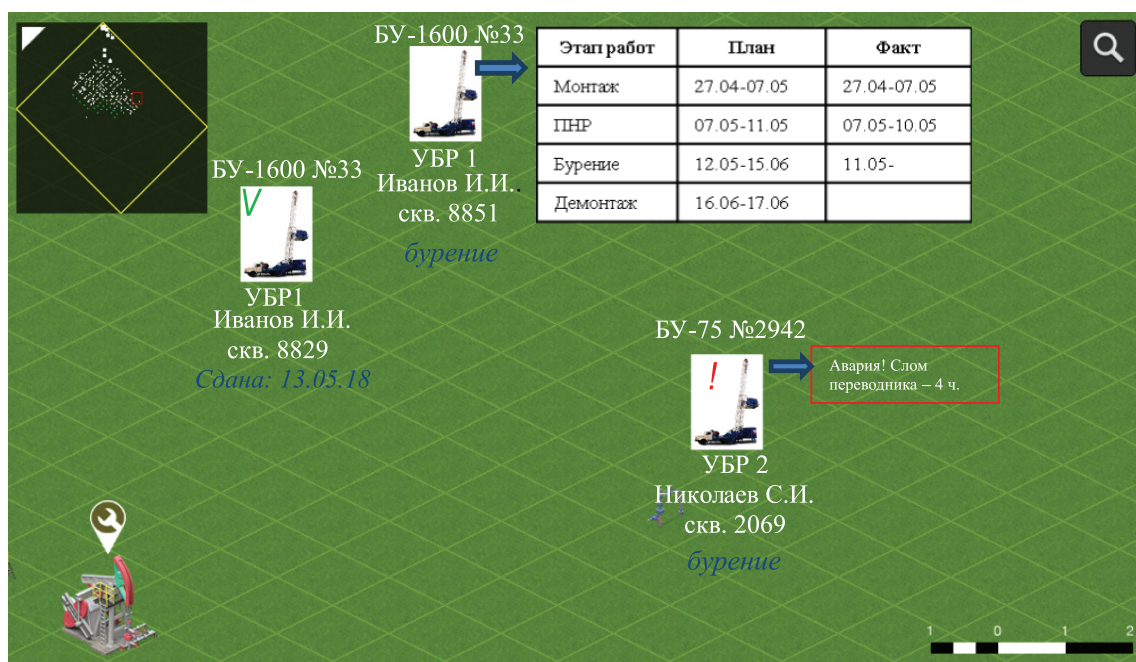 БУ-1600 №33
УБР 1
Иванов И.И..
скв. 8851
бурение
Этап работ План Факт
Монтаж 27.04-07.05 27.04-07.05
ПНР 07.05-11.05 07.05-10.05
Бурение 12.05-15.06 11.05-
Демонтаж 16.06-17.06
БУ-1600 №33
V
УБР1
Иванов И.И.
скв. 8829
Сдана: 13.05.18
БУ-75 №2942
!
Авария! Слом
переводника – 4 ч.
УБР 2
Николаев С.И.
скв. 2069
бурение
1 0 1 2